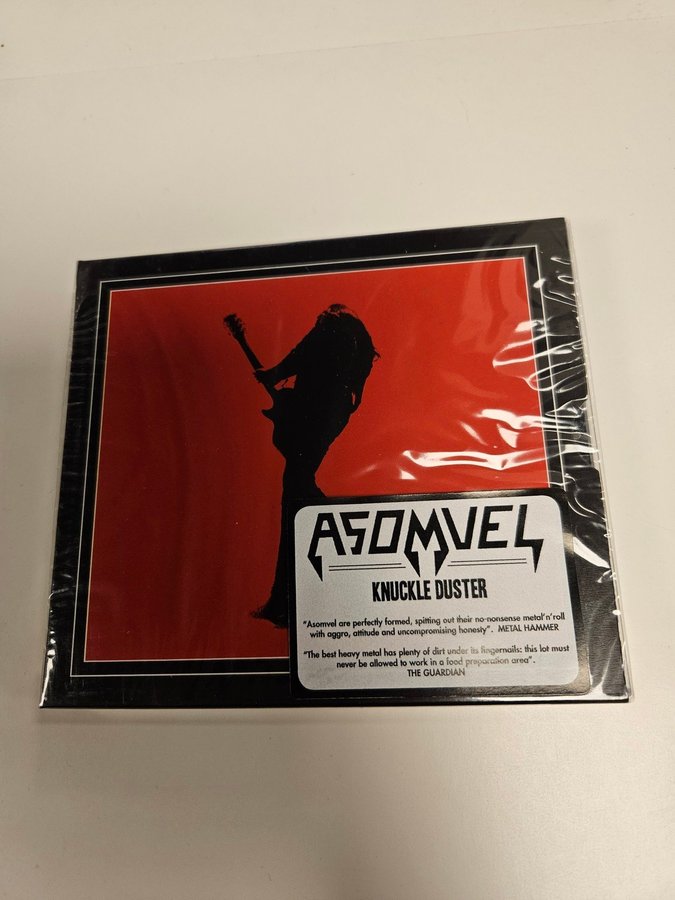 ASOMVEL
KNUCKLE DUSTER
"Asomvel are perfectly formed, spitting out their no-nonsense metal'n'roll
with aggro, attitude and uncompromising honesty". METAL HAMMER
"The best heavy metal has plenty of dirt under its fingernails: this lot must
never be allowed to work in a food preparation area".
THE GUARDIAN